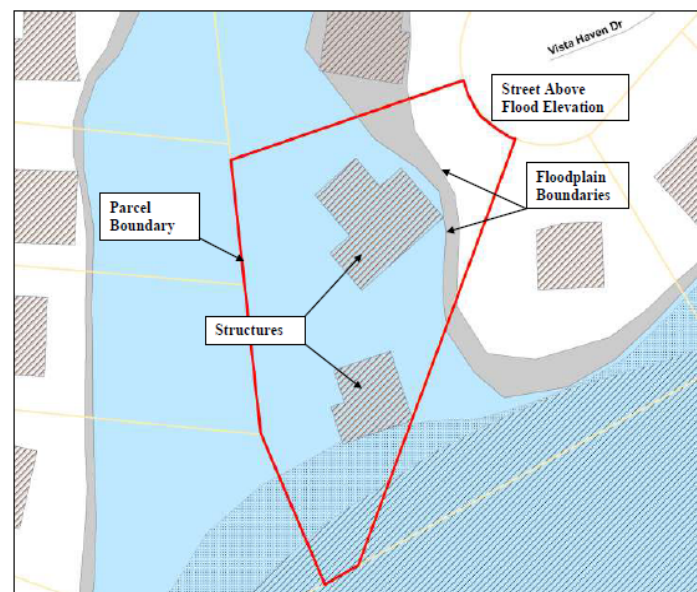 Vista Haven Dr
Street Above
Flood Elevation
Floodplain
Boundaries
Parcel
Boundary
Structures